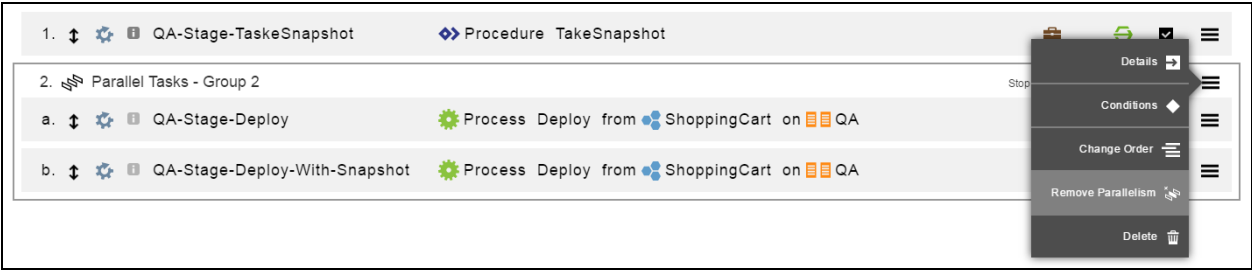 1. QA-Stage-TaskeSnapshot Procedure TakeSnapshot
2. Parallel Tasks - Group 2 Stop
a. QA-Stage-Deploy Process Deploy from ShoppingCart on QA
b. QA-Stage-Deploy-With-Snapshot Process Deploy from ShoppingCart on QA
Details
Conditions
Change Order
Remove Parallelism
Delete